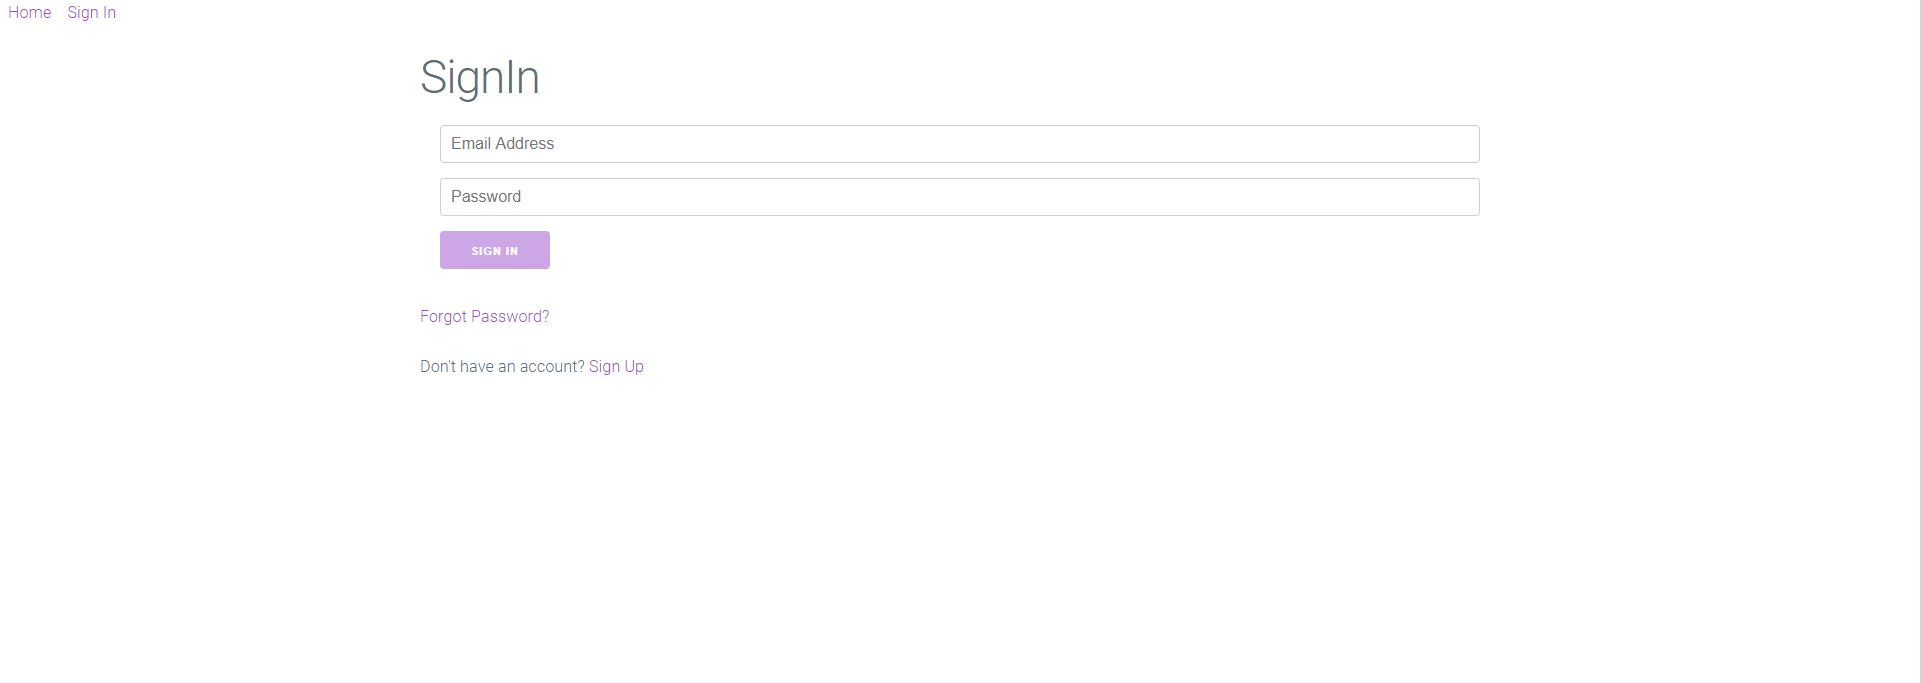 Home Sign In
SignIn
Email Address
Password
SIGN IN
Forgot Password?
Don't have an account? Sign Up